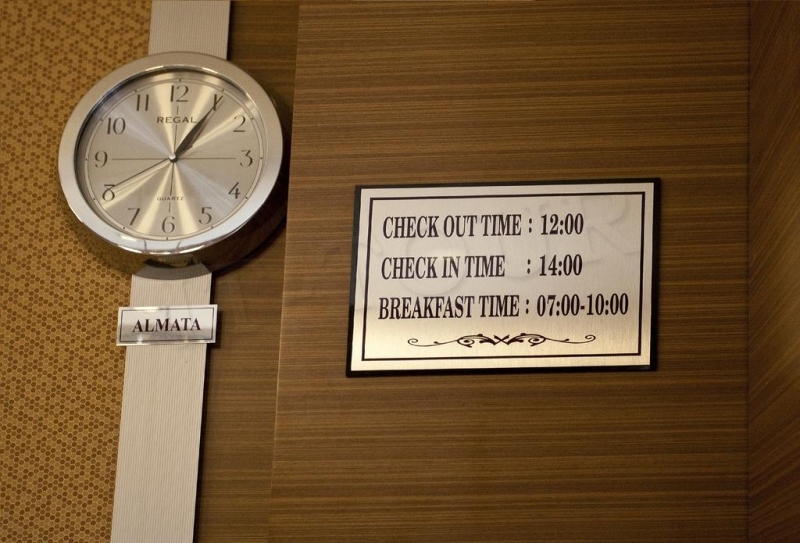 12
11
1
10
2
REGAL
9
3
8
4
QUARTZ
7
5
6
ALMATA
CHECK OUT TIME : 12:00
CHECK IN TIME : 14:00
BREAKFAST TIME : 07:00-10:00